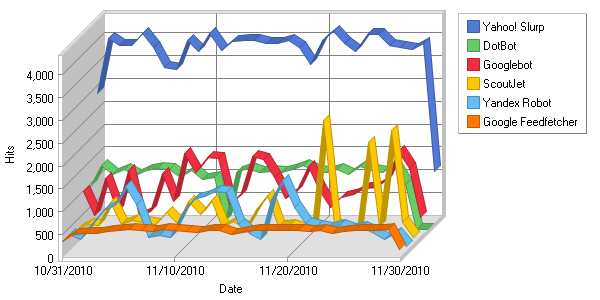 Yahoo! Slurp
DotBot
Googlebot
ScoutJet
Yandex Robot
Google Feedfetcher
4,000
3,500
3,000
2,500
2,000
1,500
1,000
500
0
Hits
10/31/2010 11/10/2010 11/20/2010 11/30/2010
Date